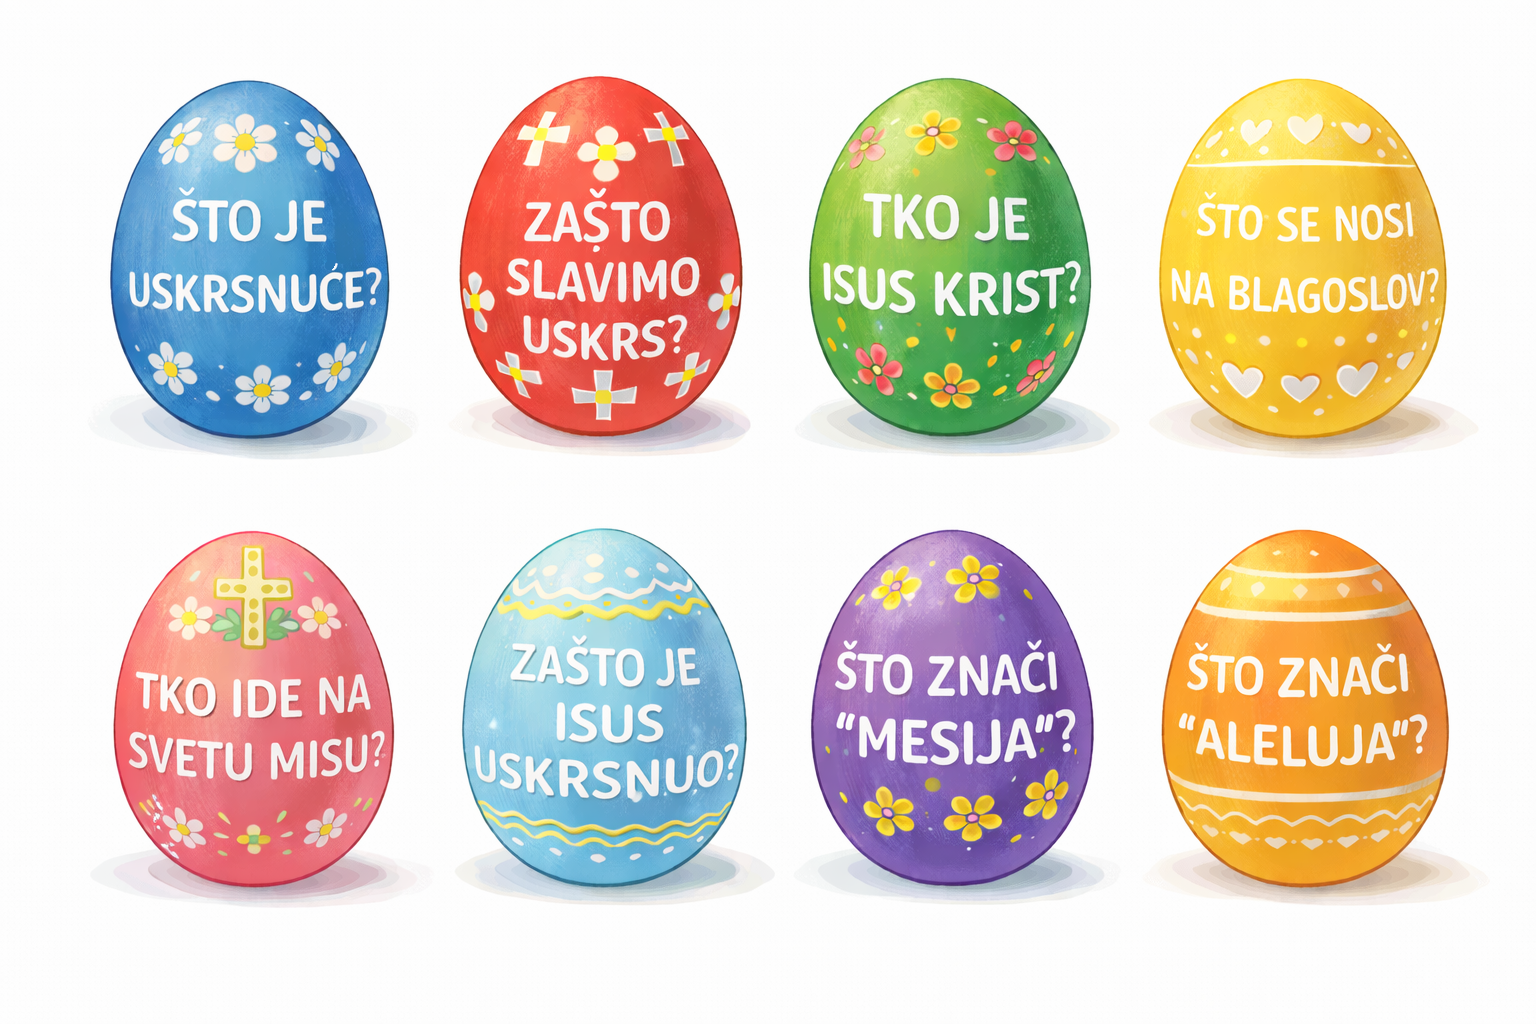 ŠTO JE
USKRSNUĆE?
ZAŠTO
SLAVIMO
USKRS?
TKO JE
ISUS KRIST?
ŠTO SE NOSI
NA BLAGOSLOV?
TKO IDE NA
SVETU MISU?
ZAŠTO JE
ISUS
USKRSNUO?
ŠTO ZNAČI
“MESIJA”?
ŠTO ZNAČI
“ALELUJA”?